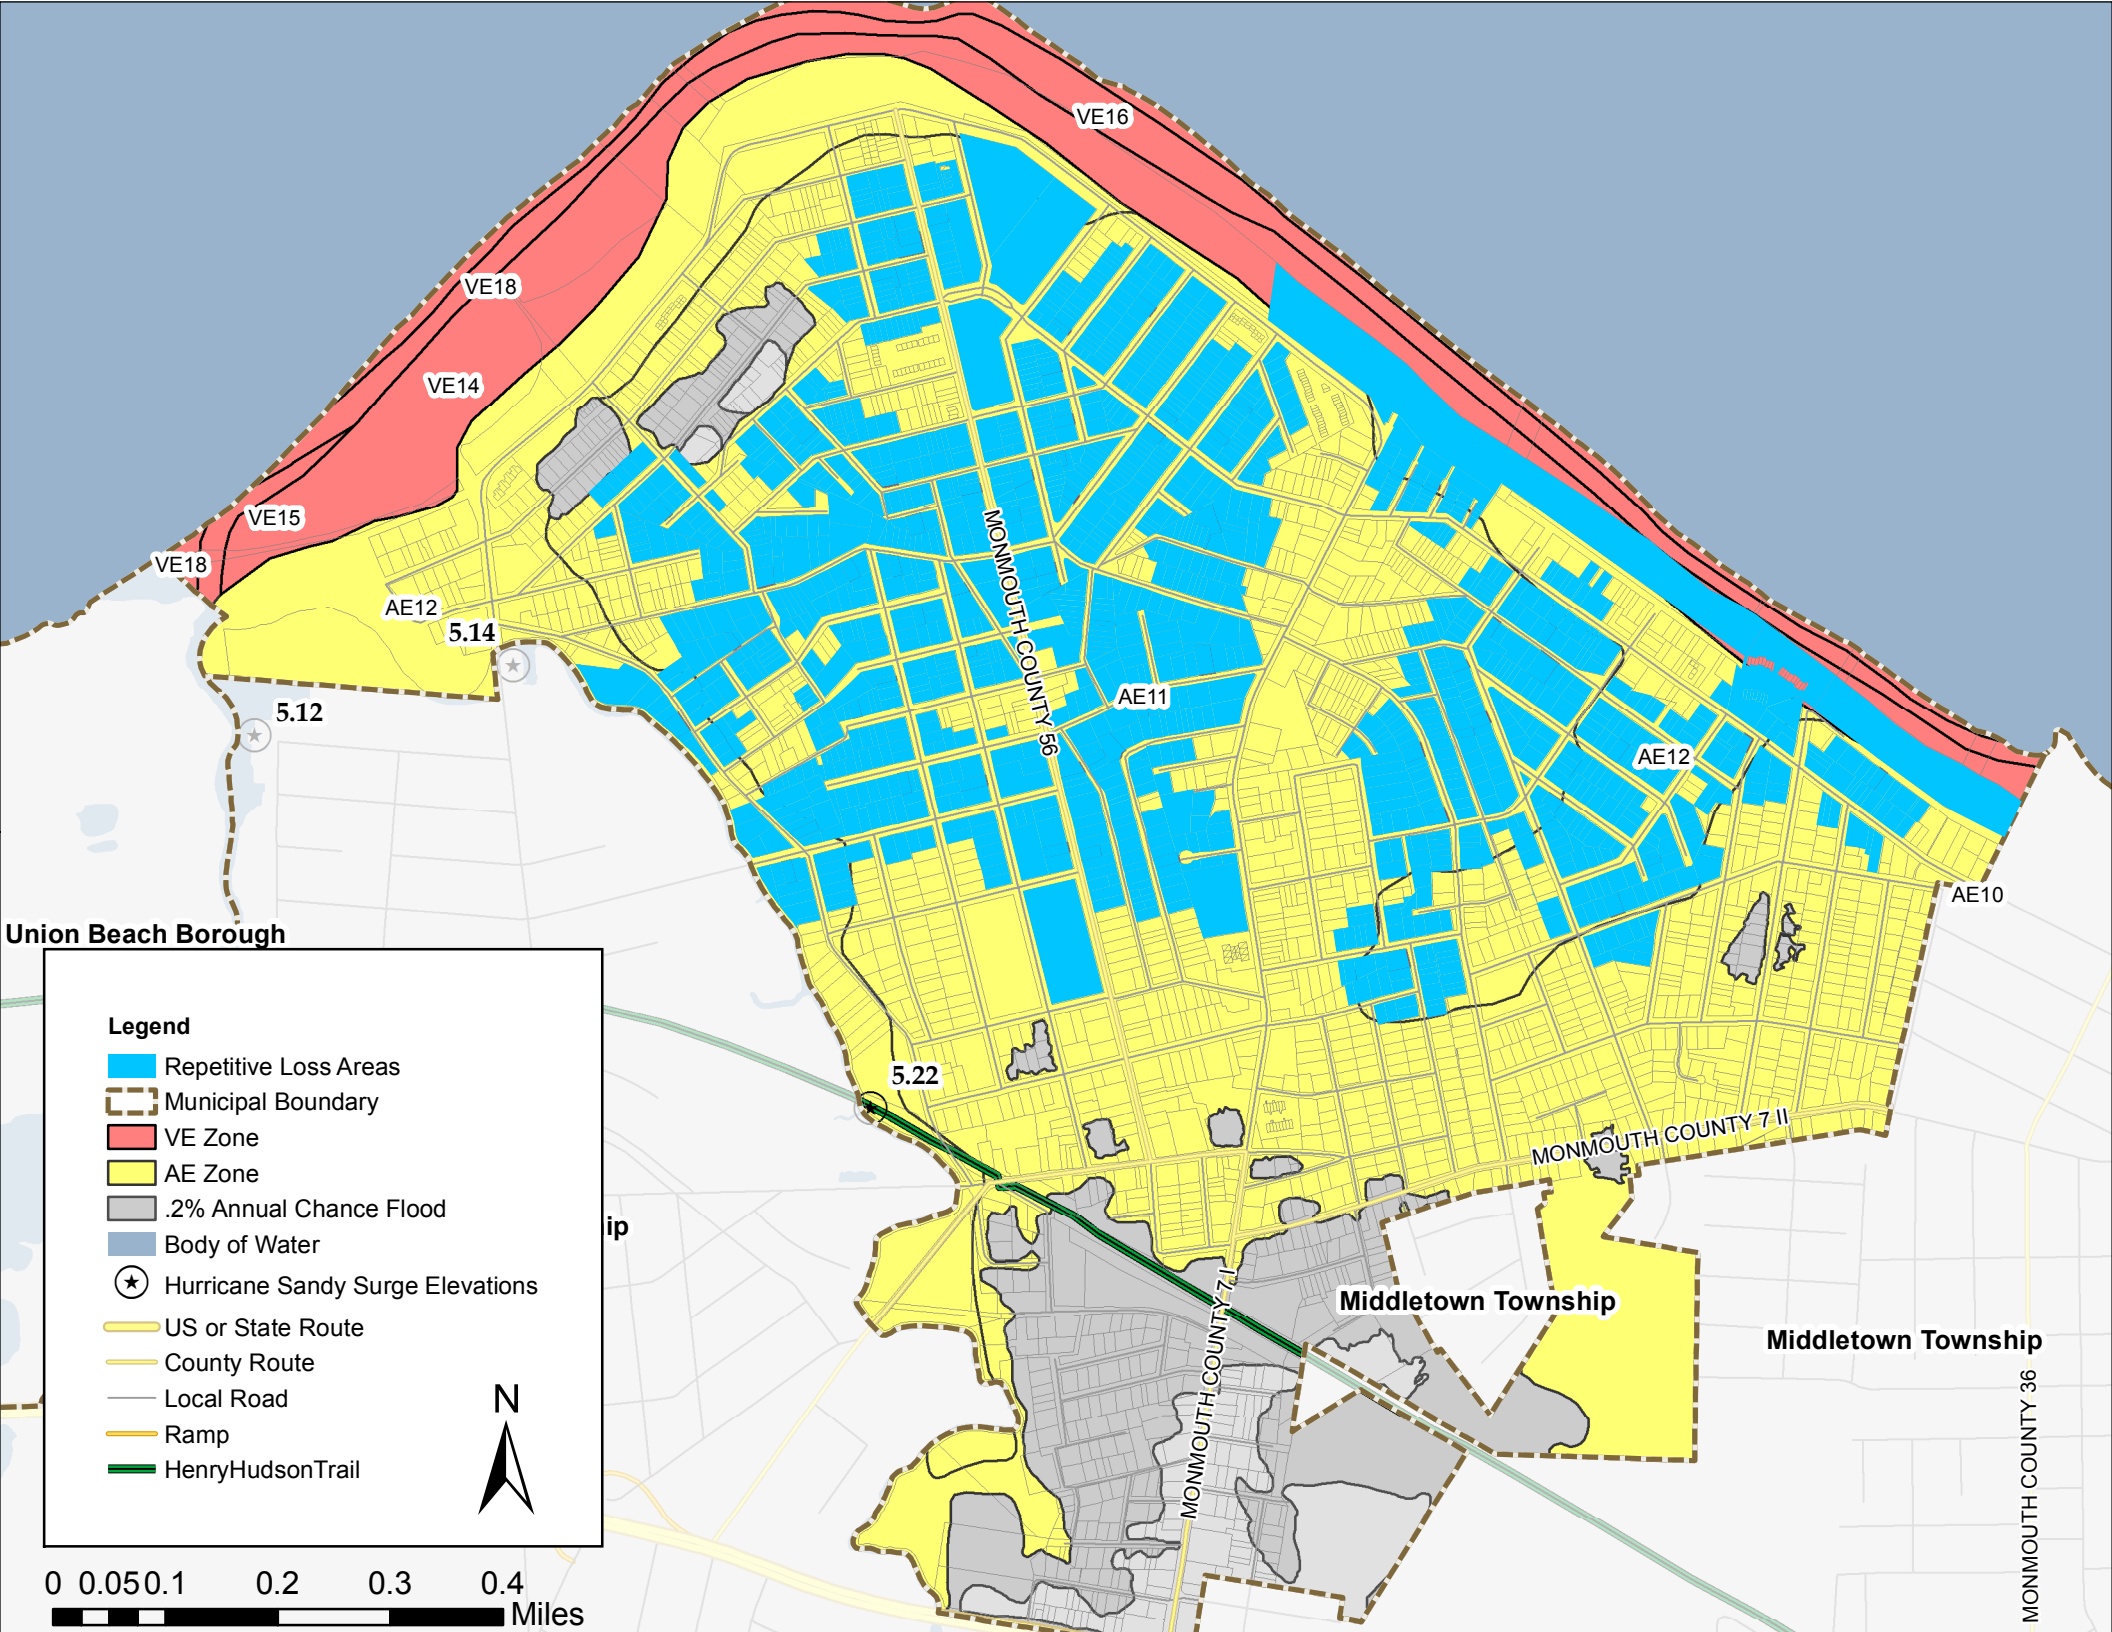 VE16
VE18
VE14
VE15
VE18
AE12
5.14
5.12
MONMOUTH COUNTY 56
AE11
AE12
AE10
Union Beach Borough
Legend
Repetitive Loss Areas
Municipal Boundary
VE Zone
AE Zone
.2% Annual Chance Flood
Body of Water
Hurricane Sandy Surge Elevations
US or State Route
County Route
Local Road
Ramp
HenryHudsonTrail
N
0 0.05 0.1 0.2 0.3 0.4
Miles
5.22
ip
MONMOUTH COUNTY 7 II
MONMOUTH COUNTY 7 I
Middletown Township
Middletown Township
MONMOUTH COUNTY 36